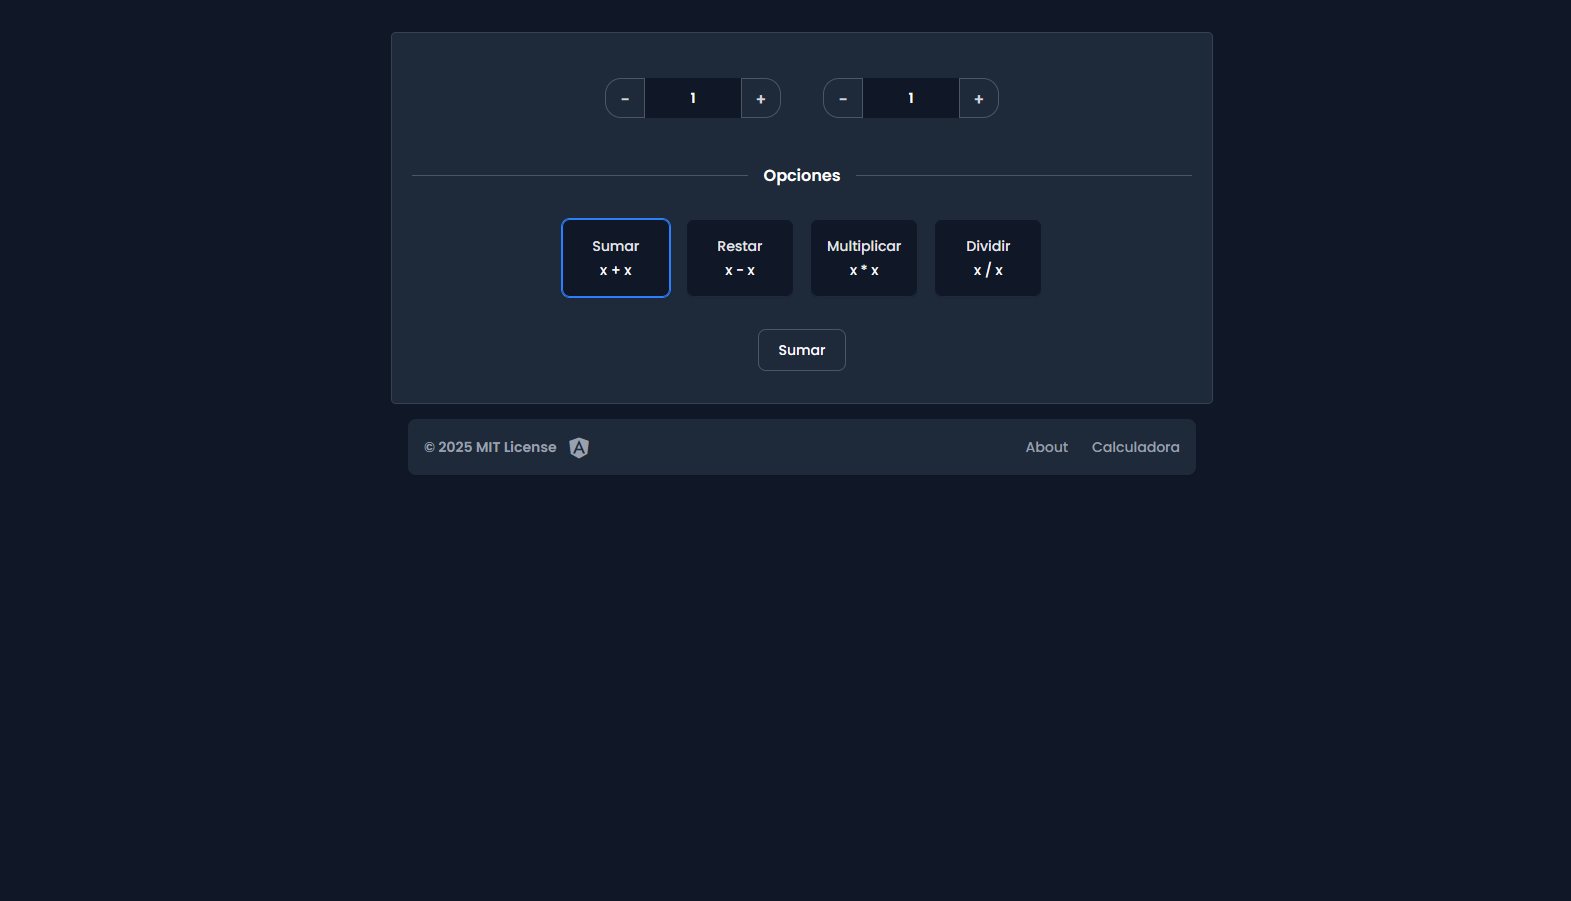 - 1 + - 1 +
Opciones
Sumar Restar Multiplicar Dividir
x + x x - x x * x x / x
Sumar
© 2025 MIT License About Calculadora